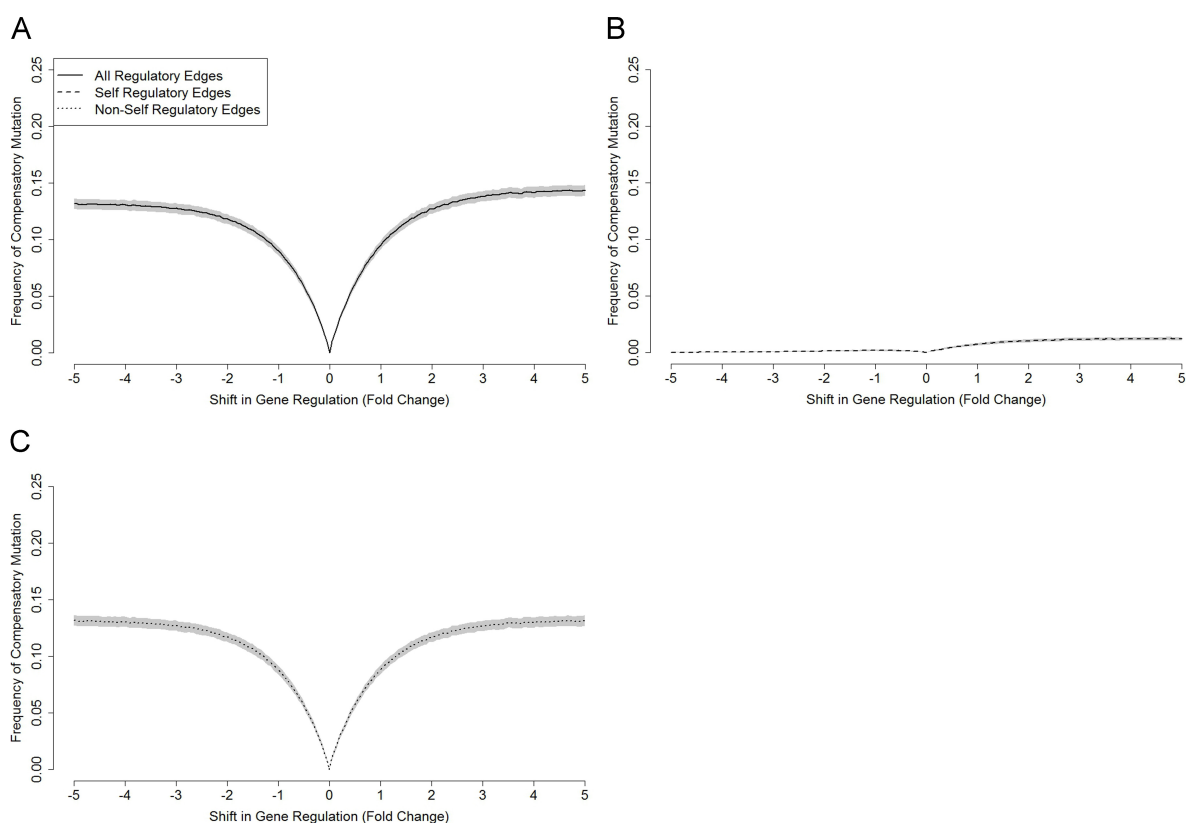 A
B
0.25
0.20
0.15
0.10
0.05
0.00
Frequency of Compensatory Mutation
All Regulatory Edges
Self Regulatory Edges
Non-Self Regulatory Edges
-5 -4 -3 -2 -1 0 1 2 3 4 5
Shift in Gene Regulation (Fold Change)
0.25
0.20
0.15
0.10
0.05
0.00
Frequency of Compensatory Mutation
-5 -4 -3 -2 -1 0 1 2 3 4 5
Shift in Gene Regulation (Fold Change)
C
0.25
0.20
0.15
0.10
0.05
0.00
Frequency of Compensatory Mutation
-5 -4 -3 -2 -1 0 1 2 3 4 5
Shift in Gene Regulation (Fold Change)